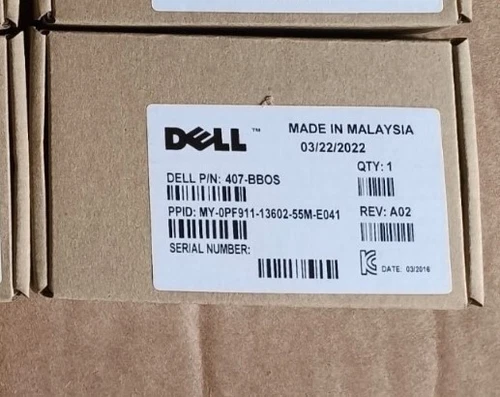 DELL™
MADE IN MALAYSIA
03/22/2022
QTY: 1
DELL P/N: 407-BBOS
PPID: MY-0PF911-13602-55M-E041
REV: A02
SERIAL NUMBER:
DATE: 03/2016